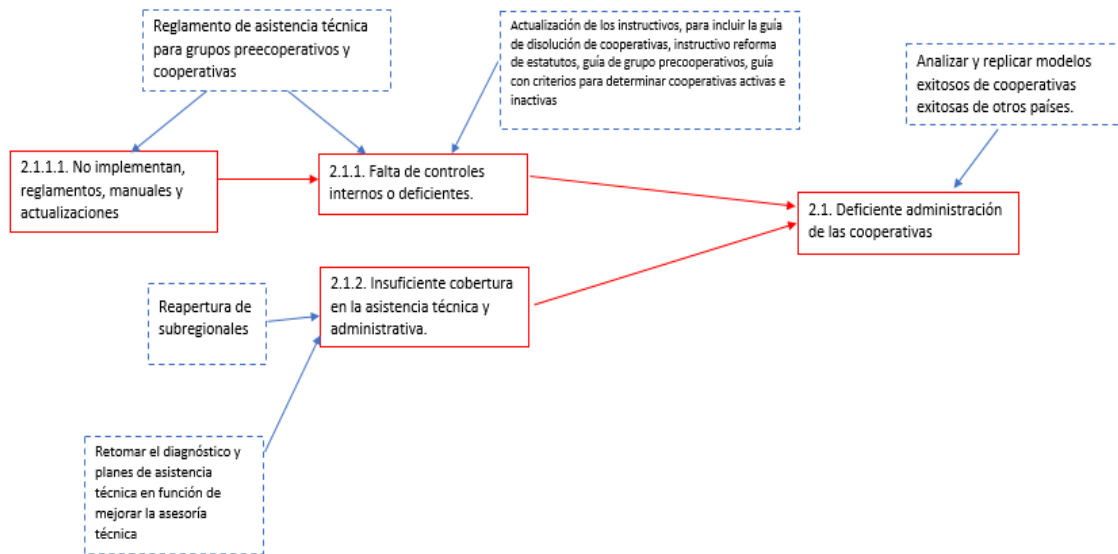 Reglamento de asistencia técnica
para grupos preecoperativos y
cooperativas
Actualización de los instructivos, para incluir la guía
de disolución de cooperativas, instructivo reforma
de estatutos, guía de grupo precooperativos, guía
con criterios para determinar cooperativas activas e
inactivas
Analizar y replicar modelos
exitosos de cooperativas
exitosas de otros países.
2.1.1.1. No implementan,
reglamentos, manuales y
actualizaciones
2.1.1. Falta de controles
internos o deficientes.
2.1. Deficiente administración
de las cooperativas
2.1.2. Insuficiente cobertura
en la asistencia técnica y
administrativa.
Reapertura de
subregionales
Retomar el diagnóstico y
planes de asistencia
técnica en función de
mejorar la asesoría
técnica